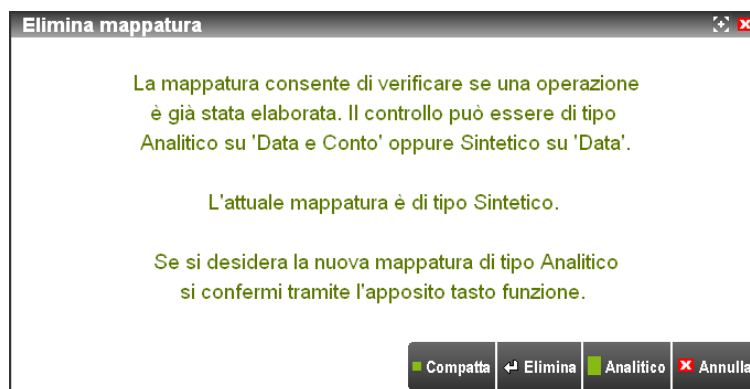 Elimina mappatura
La mappatura consente di verificare se una operazione
è già stata elaborata. Il controllo può essere di tipo
Analitico su 'Data e Conto' oppure Sintetico su 'Data'.
L'attuale mappatura è di tipo Sintetico.
Se si desidera la nuova mappatura di tipo Analitico
si confermi tramite l'apposito tasto funzione.
Compatta Elimina Analitico Annulla